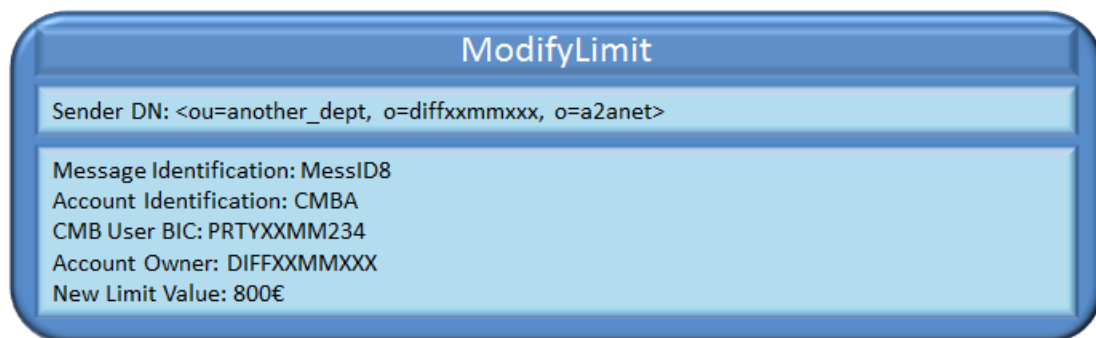 ModifyLimit
Sender DN: <ou=another_dept, o=diffxxmmxxx, o=a2anet>
Message Identification: MessID8
Account Identification: CMBA
CMB User BIC: PRTYXXMM234
Account Owner: DIFFXXMMXXX
New Limit Value: 800€